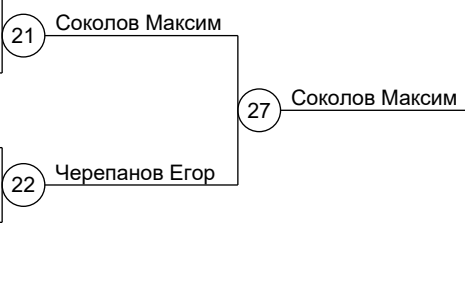 21 Соколов Максим
27 Соколов Максим
22 Черепанов Егор